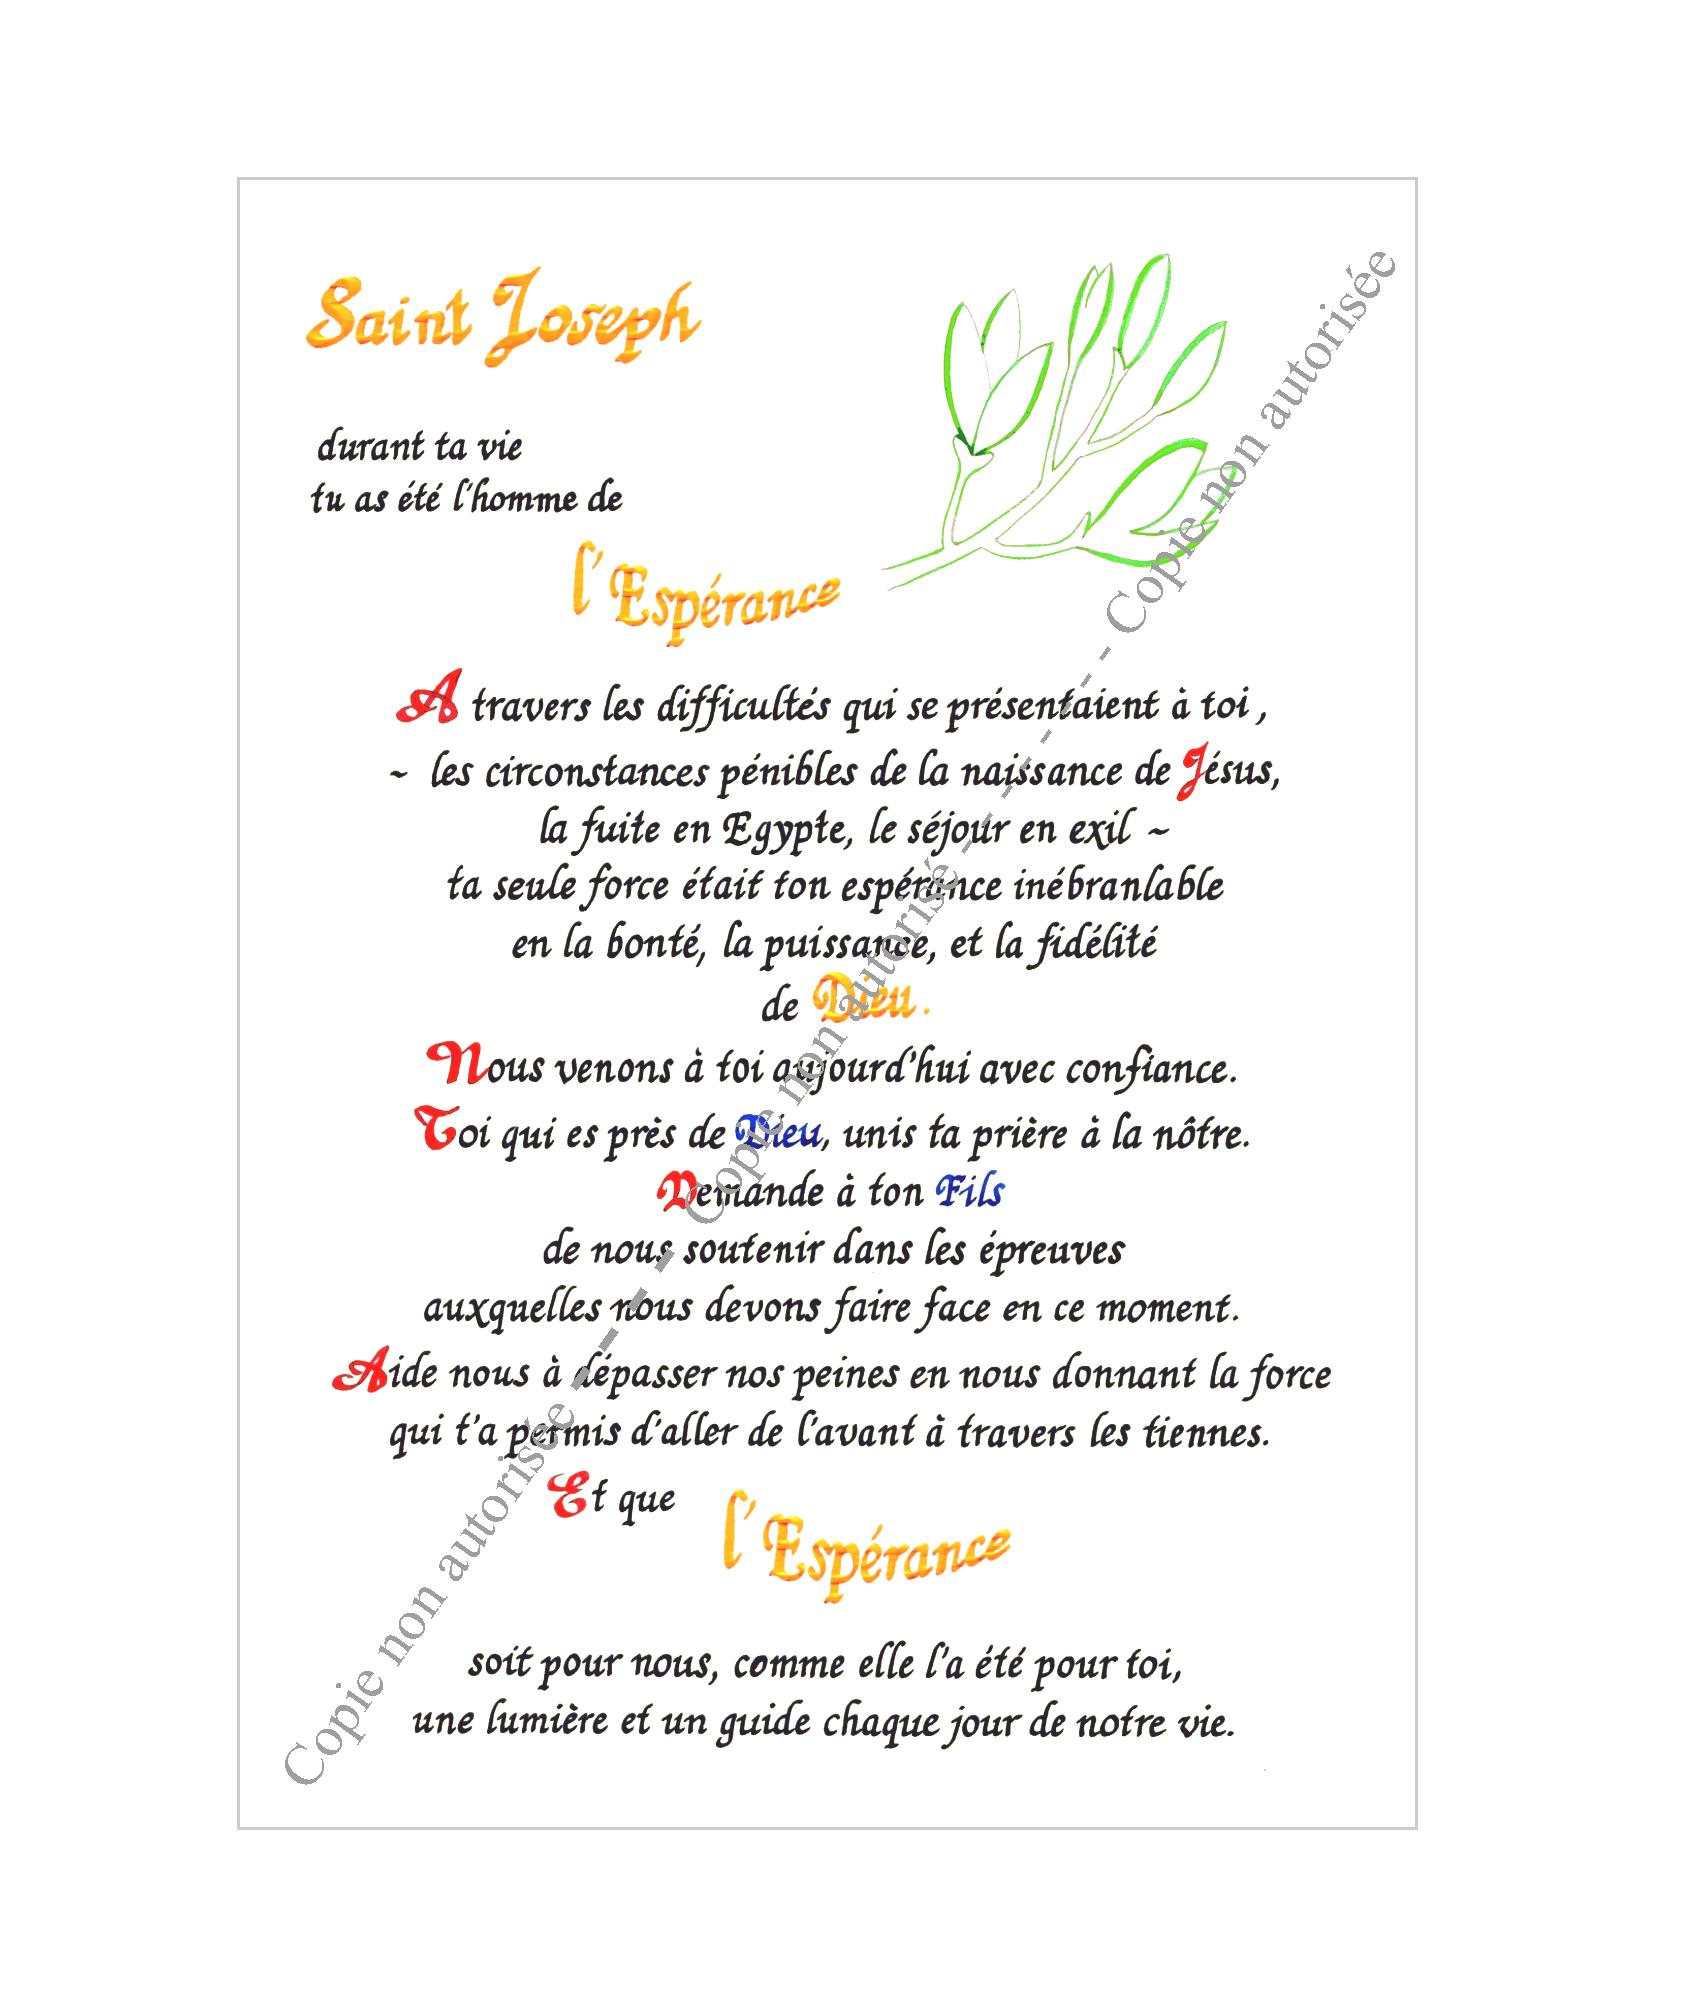 Saint Joseph
durant ta vie
tu as été l'homme de
l'Espérance
A travers les difficultés qui se présentaient à toi,
~ les circonstances pénibles de la naissance de Jésus,
la fuite en Egypte, le séjour en exil ~
ta seule force était ton espérance inébranlable
en la bonté, la puissance, et la fidélité
de Dieu.
Nous venons à toi aujourd'hui avec confiance.
Toi qui es près de Dieu, unis ta prière à la nôtre.
Demande à ton Fils
de nous soutenir dans les épreuves
auxquelles nous devons faire face en ce moment.
Aide nous à dépasser nos peines en nous donnant la force
qui t'a permis d'aller de l'avant à travers les tiennes.
Et que
l'Espérance
soit pour nous, comme elle l'a été pour toi,
une lumière et un guide chaque jour de notre vie.
Copie non autorisée - - - - Copie non autorisé - - - - - - - Copie non autorisée